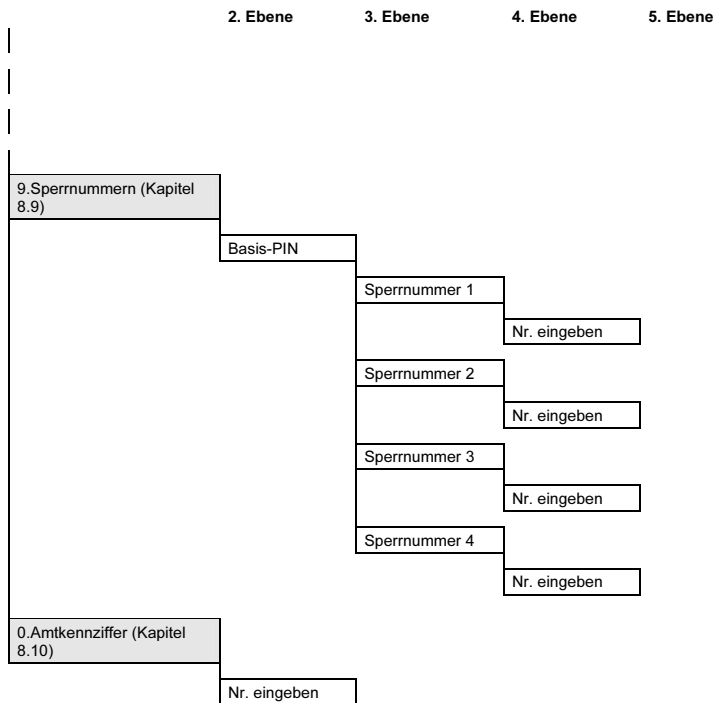 2. Ebene 3. Ebene 4. Ebene 5. Ebene
9.Sperrnummern (Kapitel
8.9)
Basis-PIN
Sperrnummer 1
Nr. eingeben
Sperrnummer 2
Nr. eingeben
Sperrnummer 3
Nr. eingeben
Sperrnummer 4
Nr. eingeben
0.Amtkennziffer (Kapitel
8.10)
Nr. eingeben